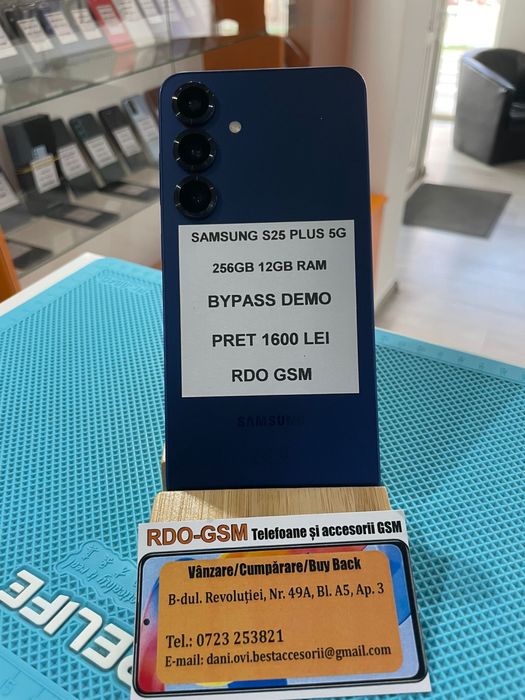 SAMSUNG S25 PLUS 5G
256GB 12GB RAM
BYPASS DEMO
PRET 1600 LEI
RDO GSM
SAMSUNG
RDO-GSM Telefoane și accesorii GSM
Vânzare/Cumpărare/Buy Back
B-dul. Revoluției, Nr. 49A, Bl. A5, Ap. 3
Tel.: 0723 253821
E-mail: dani.ovi.bestaccesorii@gmail.com
RELIFE